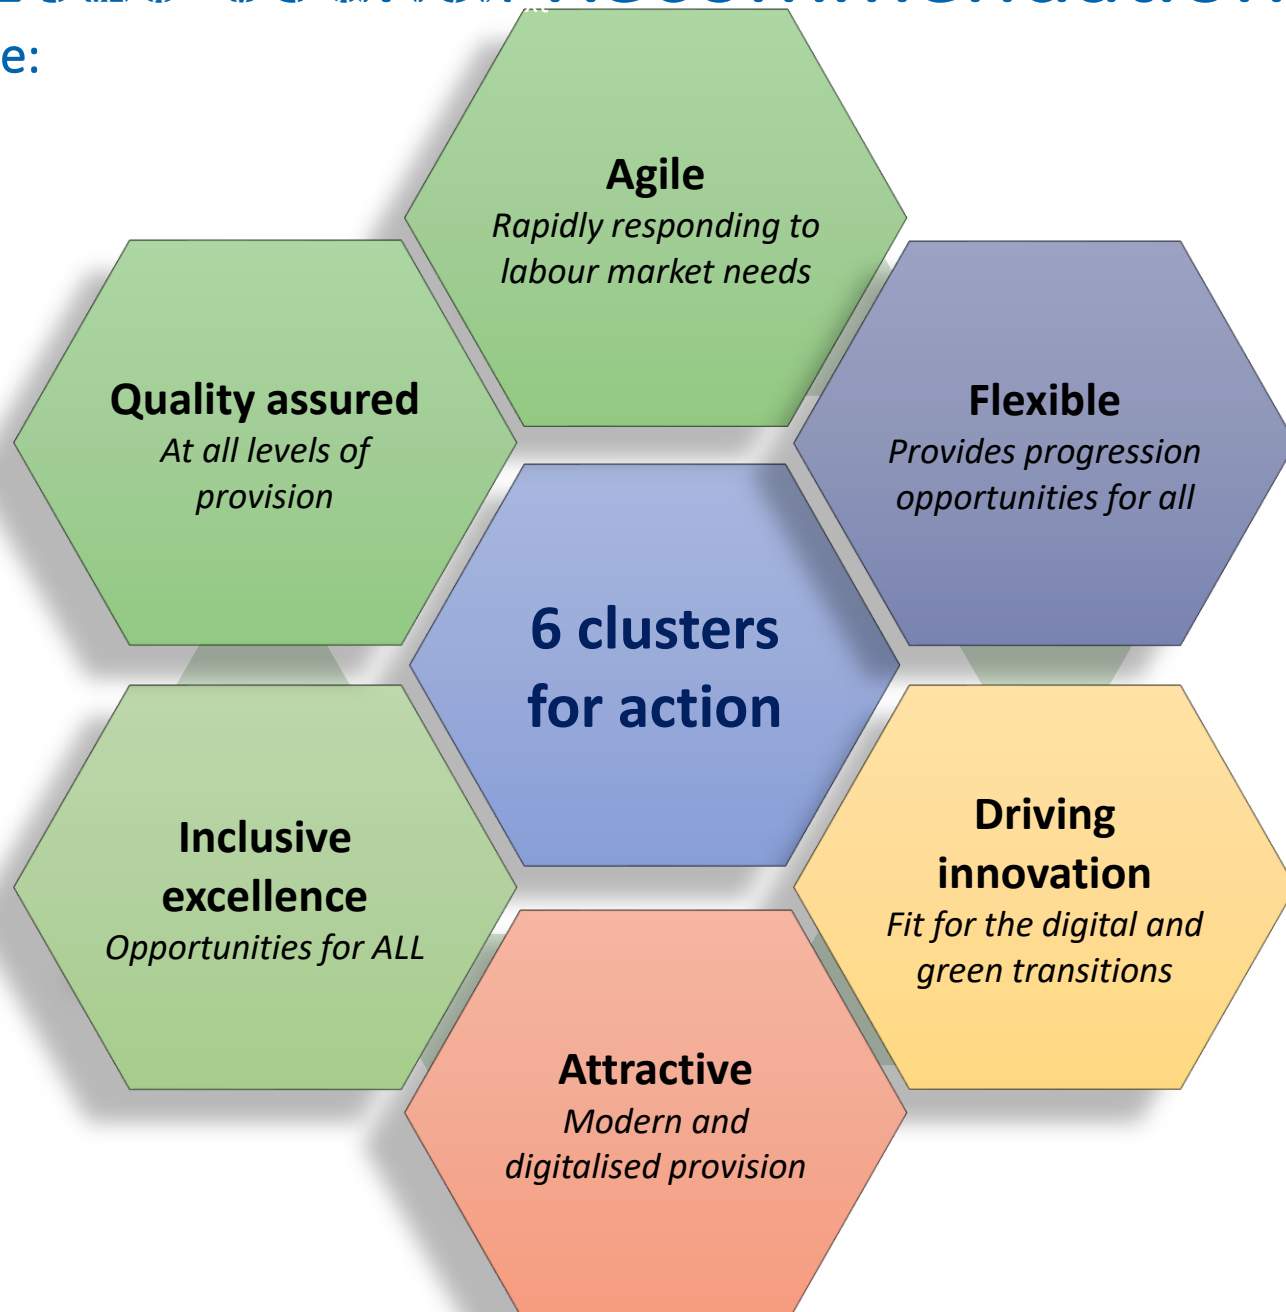 Recommendation
e:
Agile
Rapidly responding to
labour market needs
Quality assured
At all levels of
provision
Flexible
Provides progression
opportunities for all
6 clusters
for action
Inclusive
excellence
Opportunities for ALL
Driving
innovation
Fit for the digital and
green transitions
Attractive
Modern and
digitalised provision